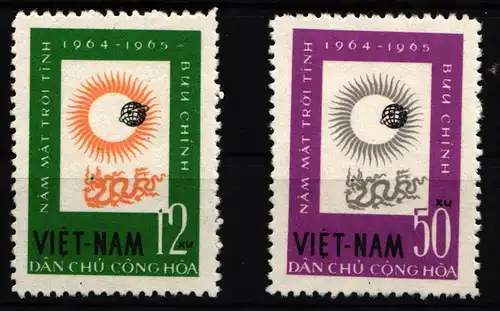 NĂM MẶT TRỜI TĨNH
1964-1965
BƯU CHÍNH
VIỆT-NAM
12 XU
DÂN CHỦ CỘNG HÒA
NĂM MẶT TRỜI TĨNH
1964-1965
BƯU CHÍNH
VIỆT-NAM
50 XU
DÂN CHỦ CỘNG HÒA